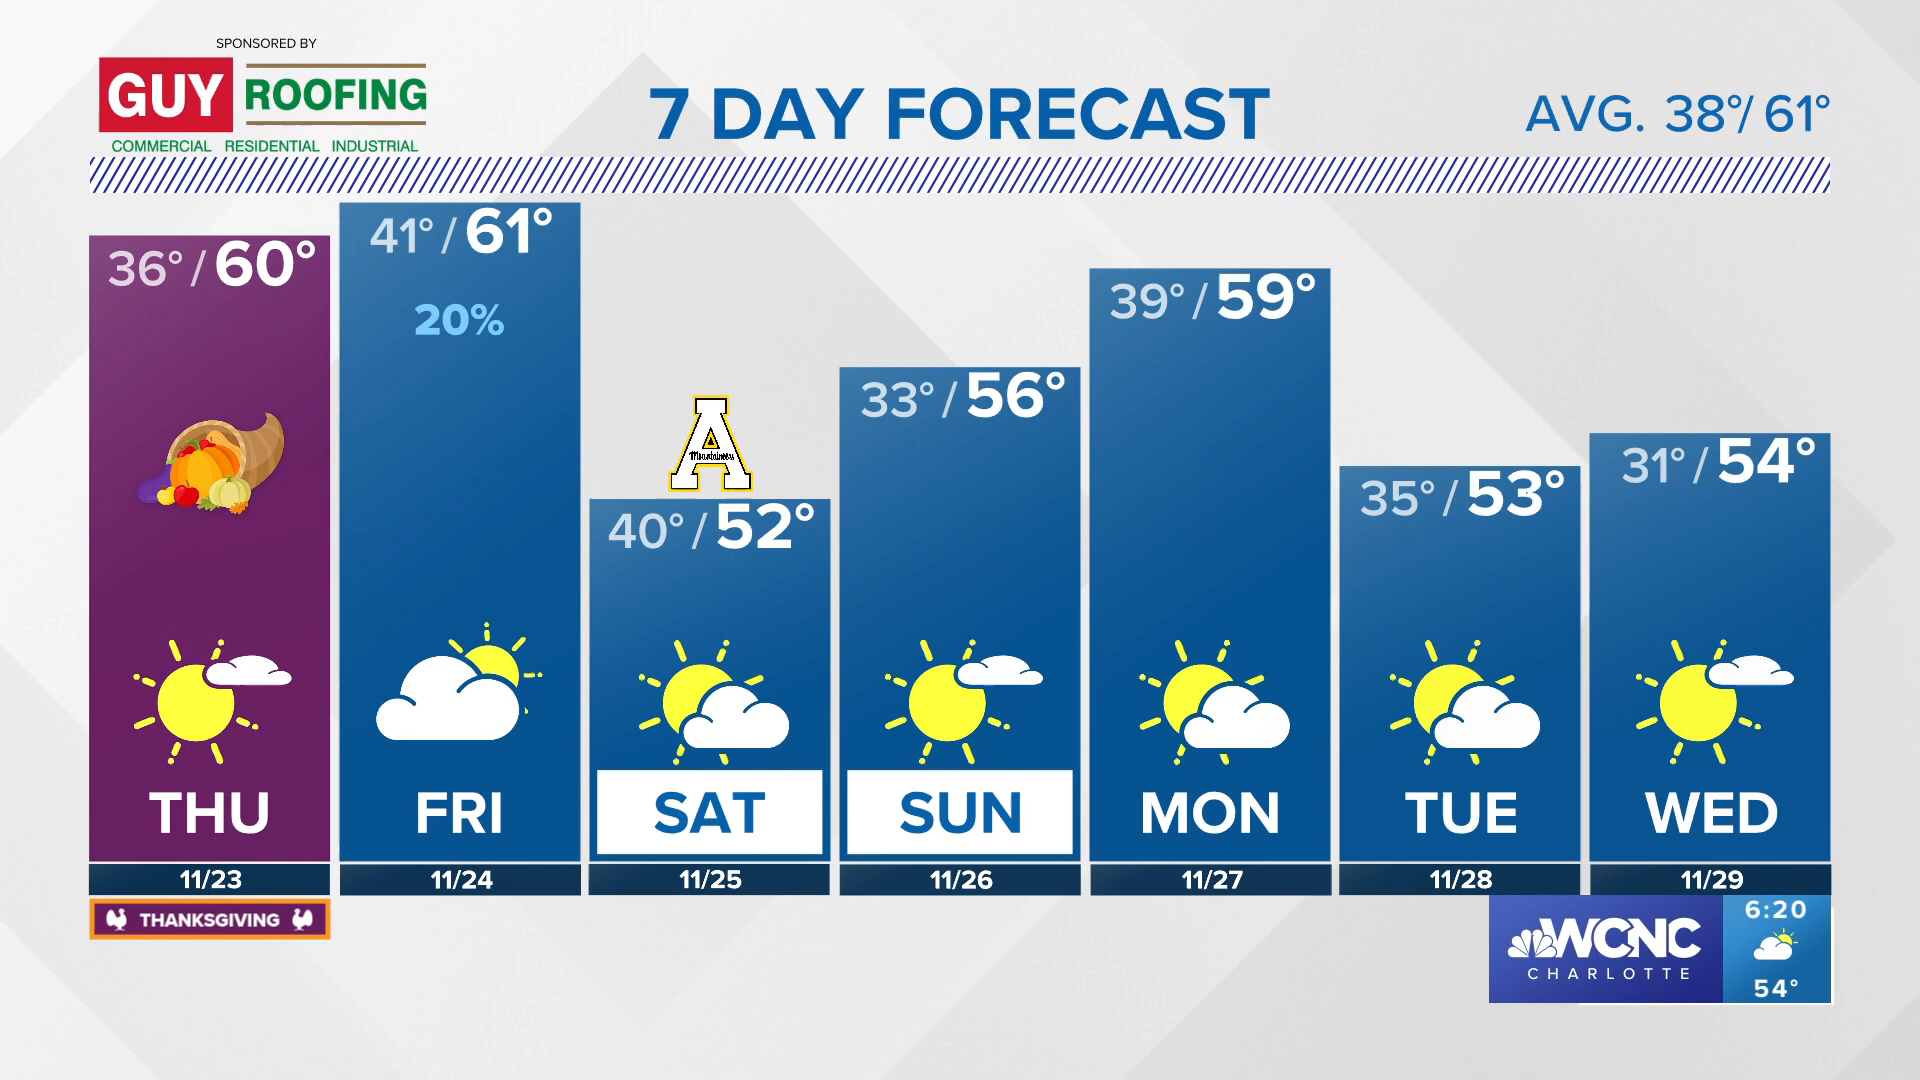 SPONSORED BY
GUY ROOFING
COMMERCIAL RESIDENTIAL INDUSTRIAL
7 DAY FORECAST
AVG. 38°/ 61°
36° / 60°
41° / 61°
20%
Mountaineers
A
40° / 52°
33° / 56°
39° / 59°
35° / 53°
31° / 54°
THU
FRI
SAT
SUN
MON
TUE
WED
11/23
11/24
11/25
11/26
11/27
11/28
11/29
THANKSGIVING
WCNC
CHARLOTTE
6:20
54°